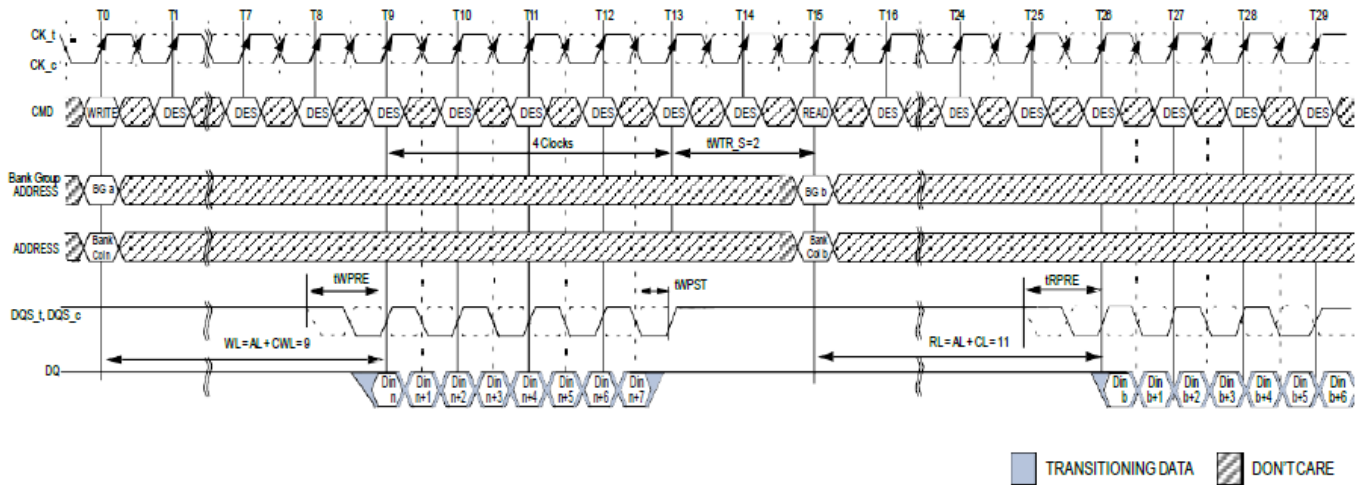 T0 T1 T7 T8 T9 T10 T11 T12 T13 T14 T15 T16 T24 T25 T26 T27 T28 T29
CK_t
CK_c
CMD WRITE DES DES DES DES DES DES DES DES DES READ DES DES DES DES DES DES DES
4 Clocks tWTR_S=2
Bank Group
ADDRESS BG a BG b
ADDRESS Bank Col n Bank Col b
tWPRE tWPST tRPRE
DQS_t, DQS_c
WL = AL + CWL = 9 RL = AL + CL = 11
DQ Din n Din n+1 Din n+2 Din n+3 Din n+4 Din n+5 Din n+6 Din n+7 Din b Din b+1 Din b+2 Din b+3 Din b+4 Din b+5 Din b+6
TRANSITIONING DATA DON'T CARE